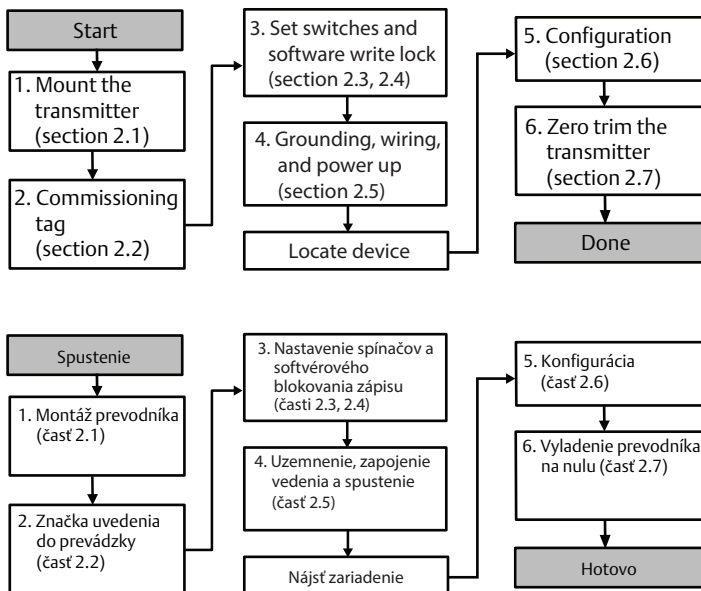 Start
1. Mount the
transmitter
(section 2.1)
2. Commissioning
tag
(section 2.2)
3. Set switches and
software write lock
(section 2.3, 2.4)
4. Grounding, wiring,
and power up
(section 2.5)
Locate device
5. Configuration
(section 2.6)
6. Zero trim the
transmitter
(section 2.7)
Done
Spustenie
1. Montáž prevodníka
(časť 2.1)
2. Značka uvedenia
do prevádzky
(časť 2.2)
3. Nastavenie spínačov a
softvérového
blokovania zápisu
(časti 2.3, 2.4)
4. Uzemnenie, zapojenie
vedenia a spustenie
(časť 2.5)
Nájsť zariadenie
5. Konfigurácia
(časť 2.6)
6. Vyladenie prevodníka
na nulu (časť 2.7)
Hotovo